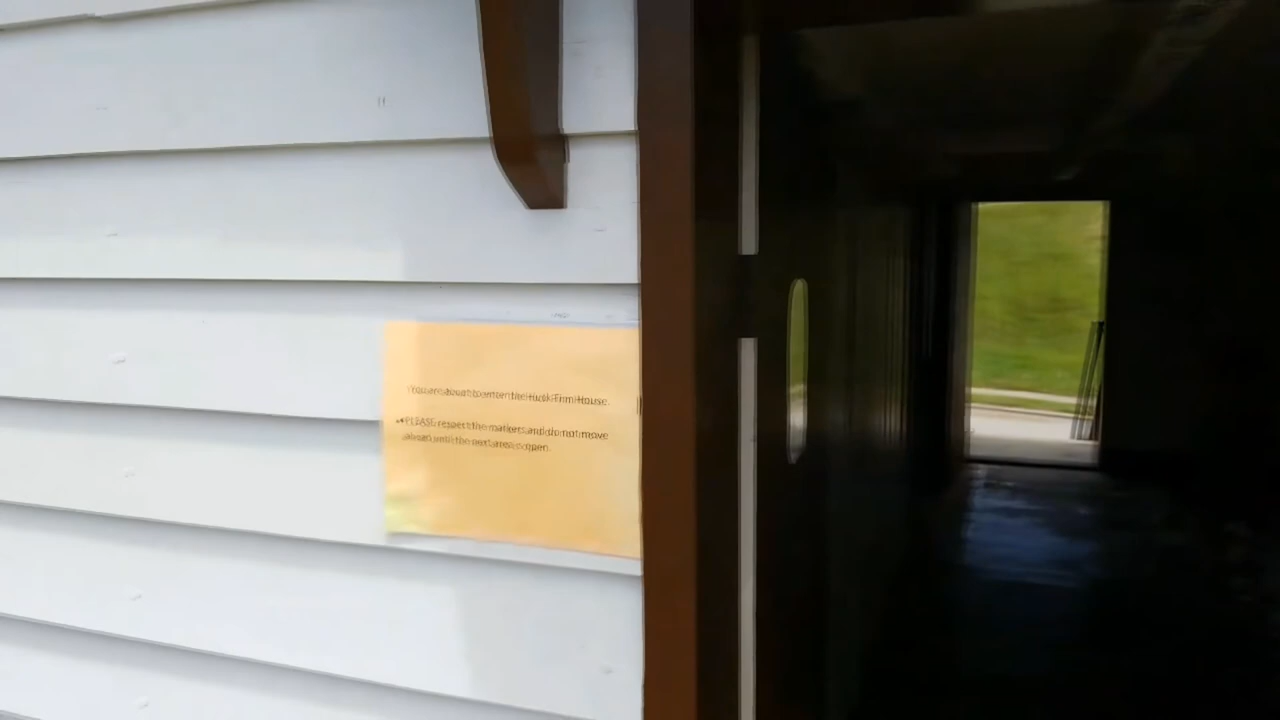 You are about to enter the Huck Finn House.
PLEASE respect the markers and do not move
ahead until the next area is open.